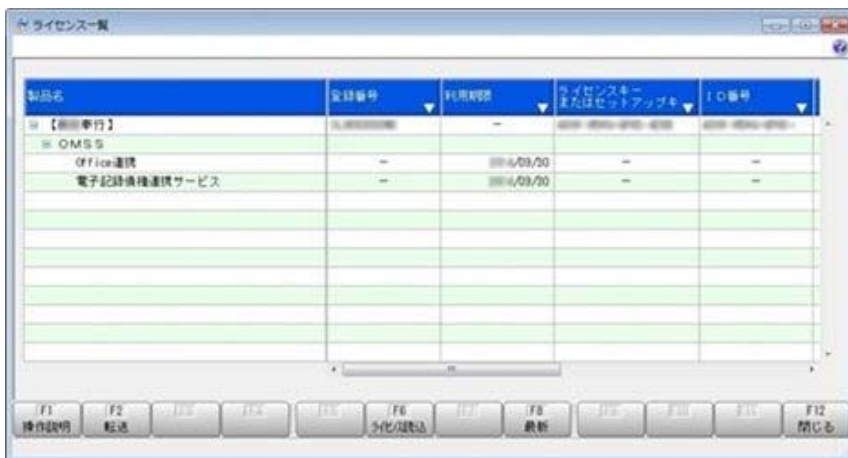 ライセンス一覧
製品名 登録番号 利用期限 ライセンスキー ＩＤ番号
またはセットアップキ
奉行】 －
ＯＭＳＳ
Office連携 － /03/30 － －
電子記録債権連携サービス － /03/30 － －
F1 F2 F6 F8 F12
操作説明 転送 ﾗｲｾﾝｽ読込 最新 閉じる